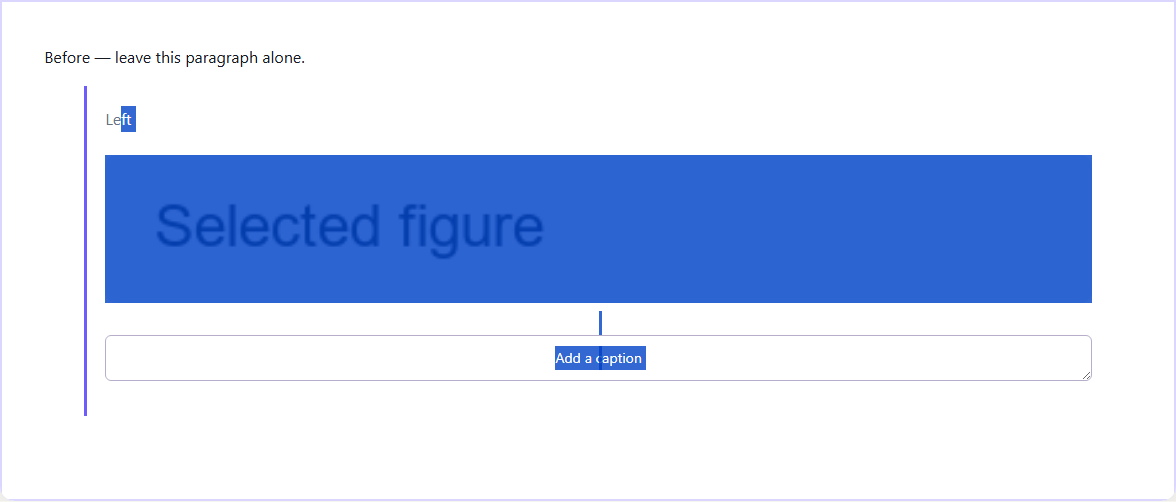 Before — leave this paragraph alone.
Left
Selected figure
Add a caption